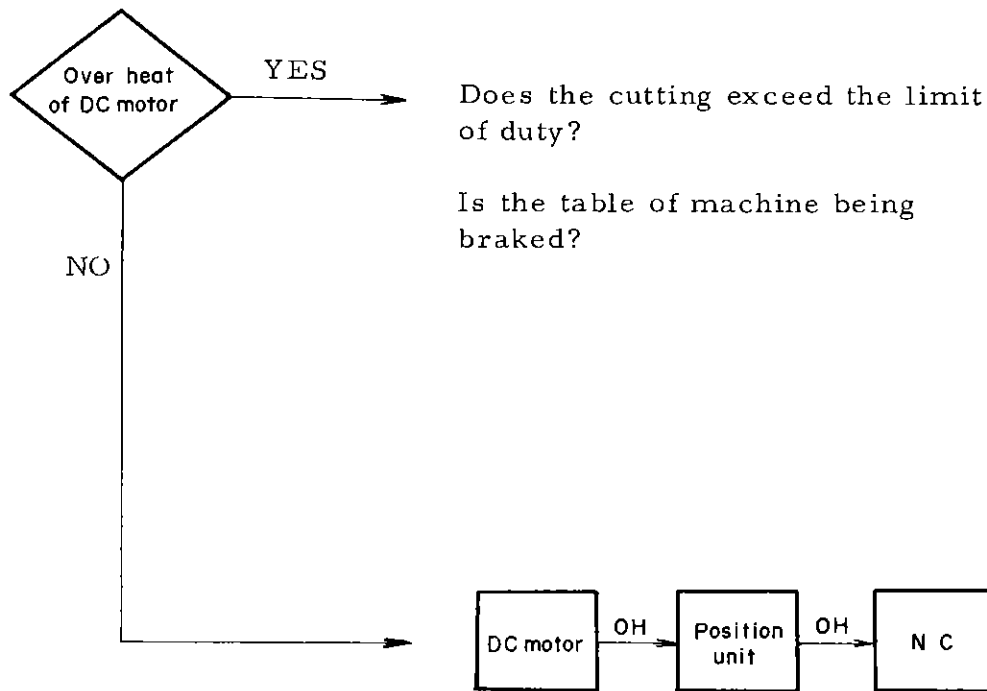 Over heat
of DC motor
YES
Does the cutting exceed the limit
of duty?
Is the table of machine being
braked?
NO
DC motor
OH
Position
unit
OH
N C